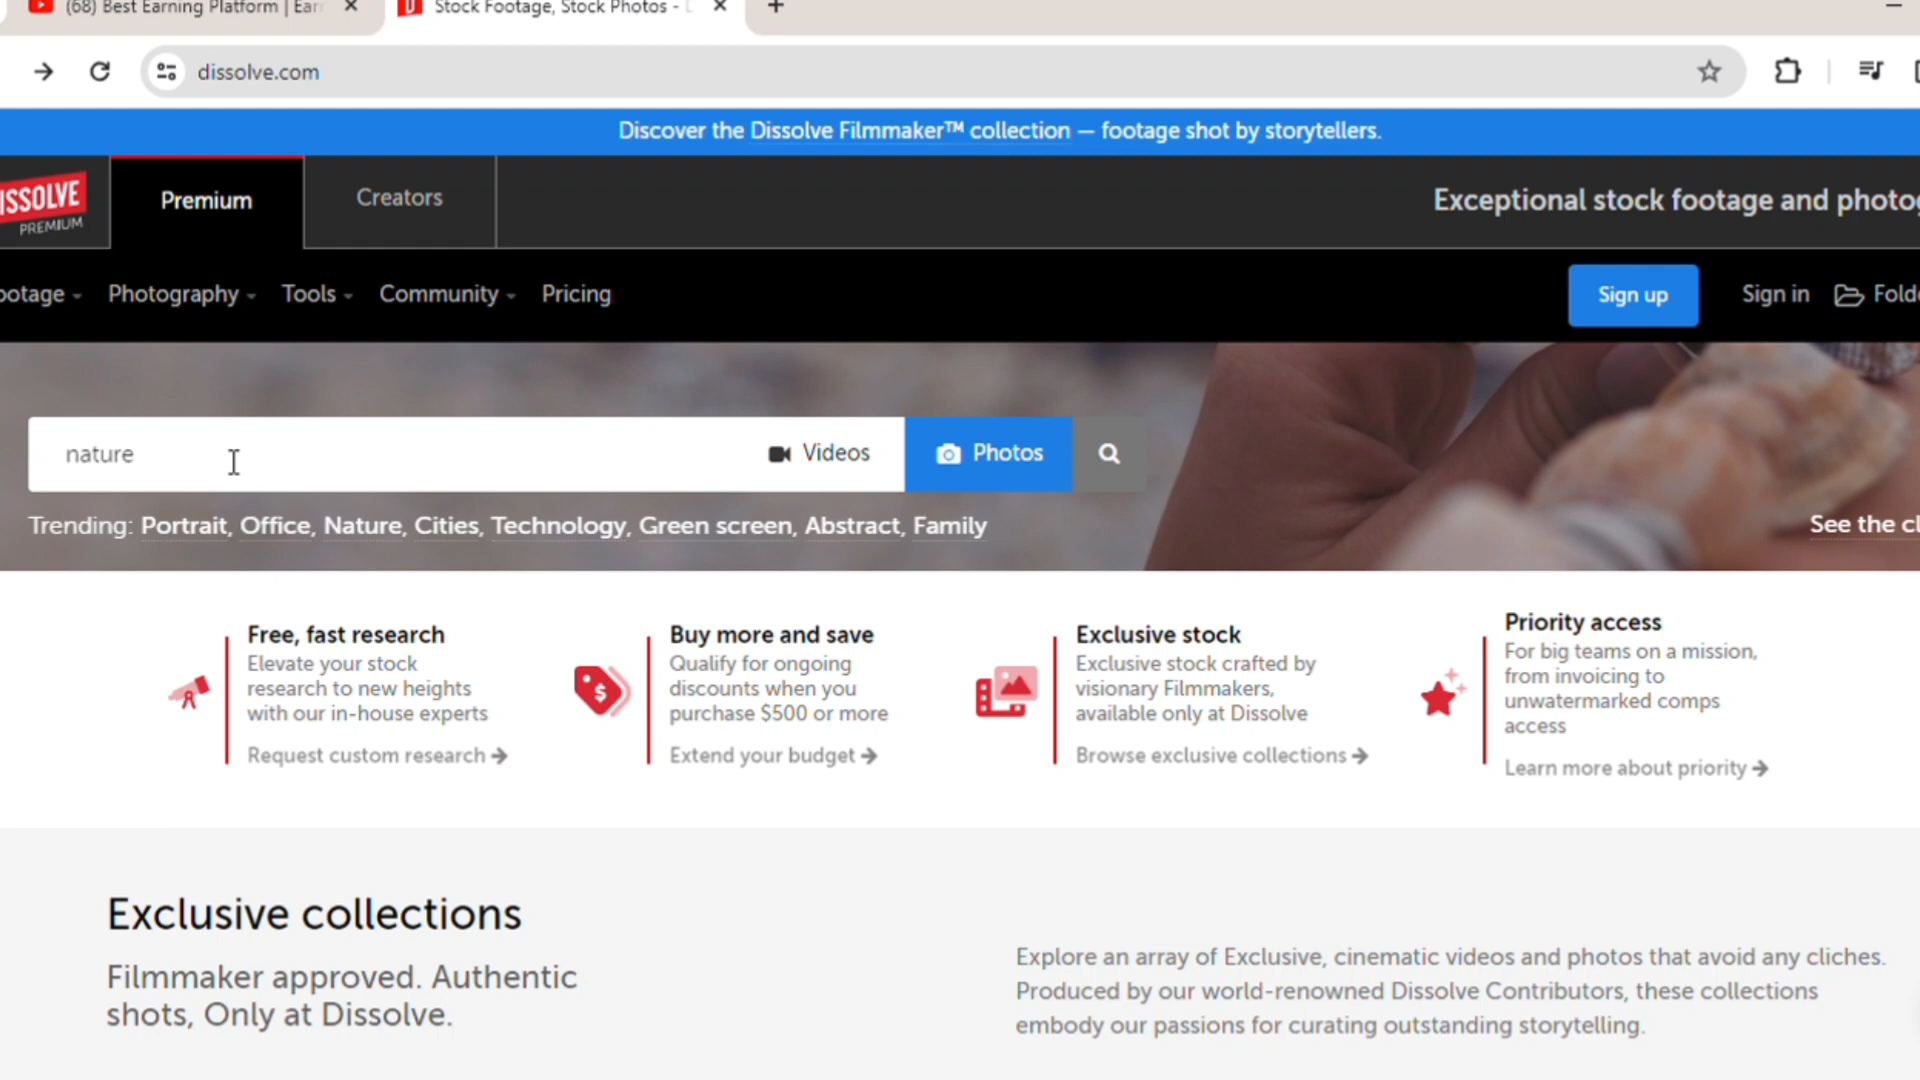 (68) Best Earning Platform | Ear
Stock Footage, Stock Photos -
dissolve.com
Discover the Dissolve Filmmaker™ collection — footage shot by storytellers.
ISSOLVE
PREMIUM
Premium
Creators
Exceptional stock footage and photog
ootage
Photography
Tools
Community
Pricing
Sign up
Sign in
Folde
nature
Videos
Photos
Trending: Portrait, Office, Nature, Cities, Technology, Green screen, Abstract, Family
See the cl
Free, fast research
Elevate your stock
research to new heights
with our in-house experts
Request custom research →
Buy more and save
Qualify for ongoing
discounts when you
purchase $500 or more
Extend your budget →
Exclusive stock
Exclusive stock crafted by
visionary Filmmakers,
available only at Dissolve
Browse exclusive collections →
Priority access
For big teams on a mission,
from invoicing to
unwatermarked comps
access
Learn more about priority →
Exclusive collections
Filmmaker approved. Authentic
shots, Only at Dissolve.
Explore an array of Exclusive, cinematic videos and photos that avoid any cliches.
Produced by our world-renowned Dissolve Contributors, these collections
embody our passions for curating outstanding storytelling.